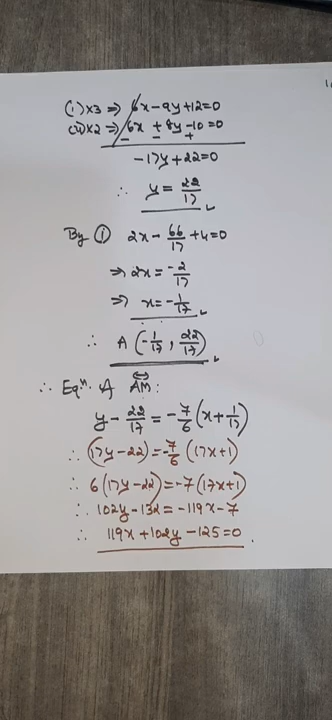 (i)×3 ⇒ 6x-9y+12=0
(ii)×2 ⇒ 6x+8y-10=0
- - +
-17y+22=0
∴ y = 22/17
By ① 2x - 66/17 + 4 = 0
⇒ 2x = -2/17
⇒ x = -1/17
∴ A (-1/17, 22/17)
∴ Eqⁿ. of AM:
y - 22/17 = -7/6 (x + 1/17)
∴ (17y-22) = -7/6 (17x+1)
∴ 6(17y-22) = -7(17x+1)
∴ 102y-132 = -119x-7
∴ 119x+102y-125=0.